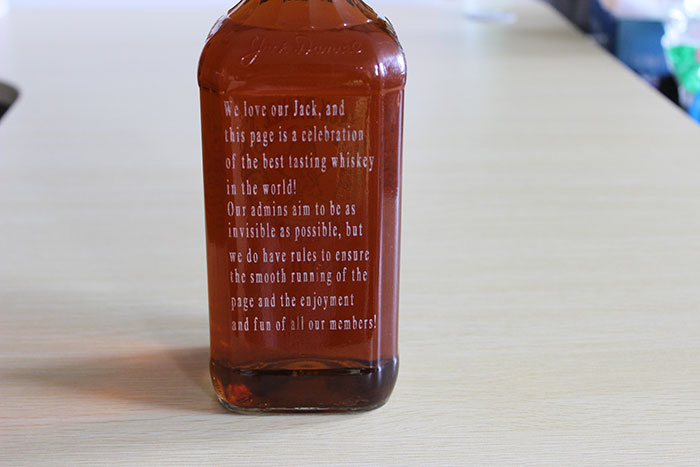 Jack Daniel's
We love our Jack, and
this page is a celebration
of the best tasting whiskey
in the world!
Our admins aim to be as
invisible as possible, but
we do have rules to ensure
the smooth running of the
page and the enjoyment
and fun of all our members!